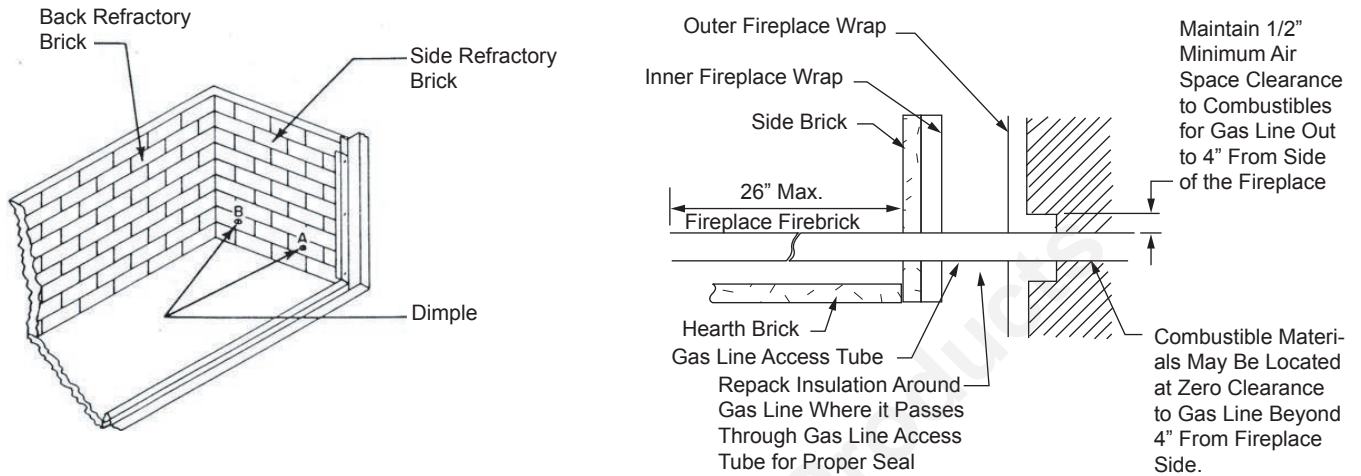 Back Refractory
Brick
Side Refractory
Brick
B
A
Dimple
Outer Fireplace Wrap
Inner Fireplace Wrap
Side Brick
26” Max.
Fireplace Firebrick
Hearth Brick
Gas Line Access Tube
Repack Insulation Around
Gas Line Where it Passes
Through Gas Line Access
Tube for Proper Seal
Maintain 1/2”
Minimum Air
Space Clearance
to Combustibles
for Gas Line Out
to 4” From Side
of the Fireplace
Combustible Materi-
als May Be Located
at Zero Clearance
to Gas Line Beyond
4” From Fireplace
Side.
roducts